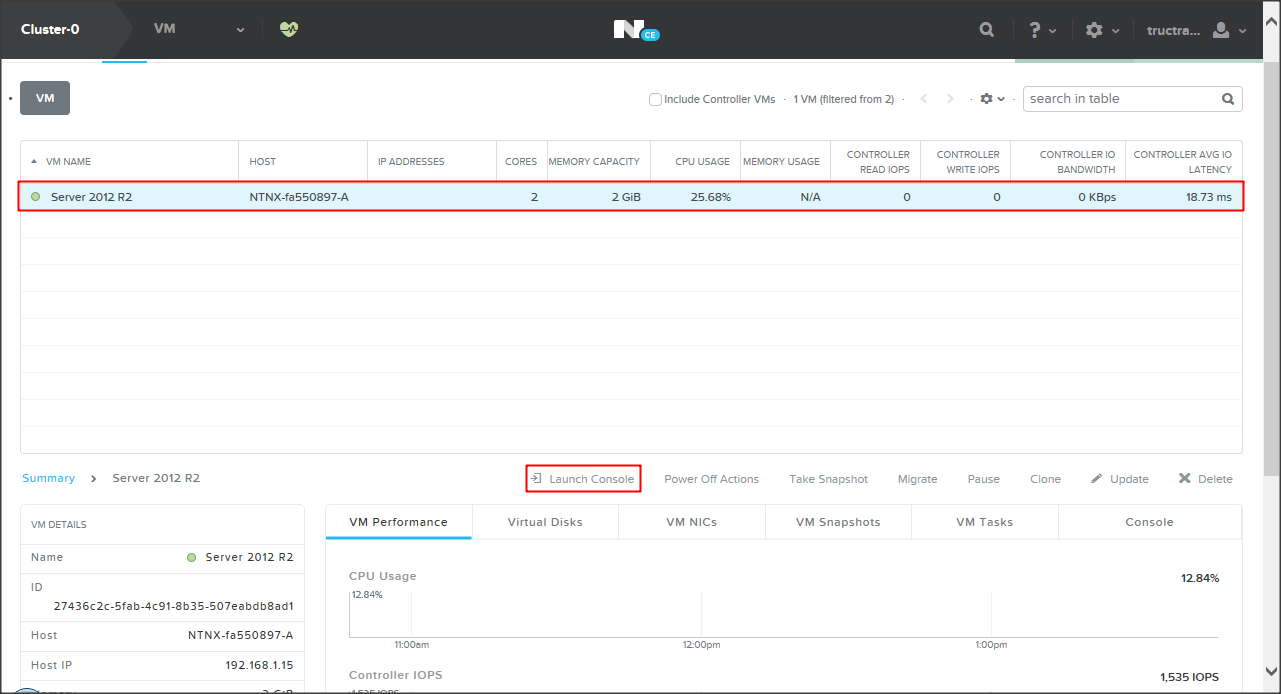 Cluster-0
VM
CE
?
tructra...
VM
Include Controller VMs · 1 VM (filtered from 2) ·
search in table
VM NAME
HOST
IP ADDRESSES
CORES
MEMORY CAPACITY
CPU USAGE
MEMORY USAGE
CONTROLLER READ IOPS
CONTROLLER WRITE IOPS
CONTROLLER IO BANDWIDTH
CONTROLLER AVG IO LATENCY
Server 2012 R2 NTNX-fa550897-A 2 2 GiB 25.68% N/A 0 0 0 KBps 18.73 ms
Summary > Server 2012 R2
Launch Console
Power Off Actions
Take Snapshot
Migrate
Pause
Clone
Update
Delete
VM DETAILS
Name Server 2012 R2
ID
27436c2c-5fab-4c91-8b35-507eabdb8ad1
Host NTNX-fa550897-A
Host IP 192.168.1.15
VM Performance
Virtual Disks
VM NICs
VM Snapshots
VM Tasks
Console
CPU Usage 12.84%
12.84%
11:00am 12:00pm 1:00pm
Controller IOPS 1,535 IOPS
1,535 IOPS